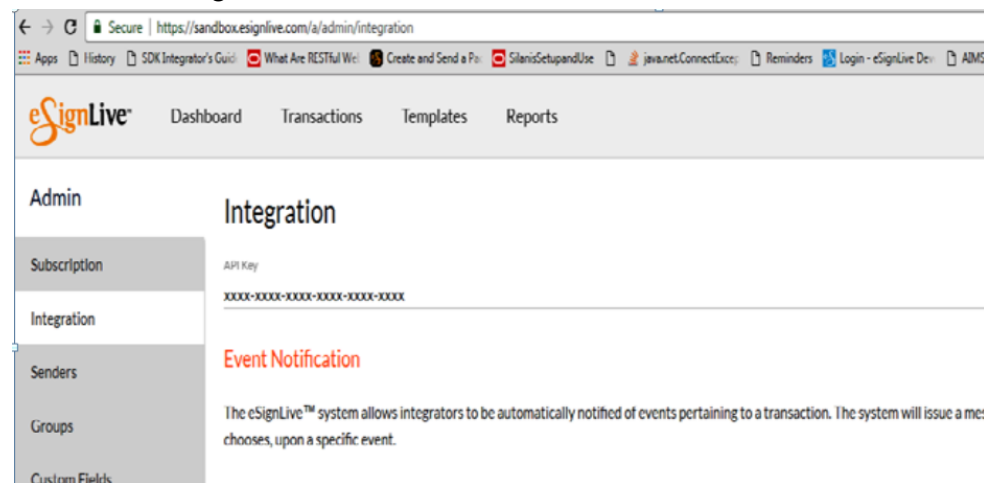 Secure | https://sandbox.esignlive.com/a/admin/integration
Apps History SDK Integrator's Guid What Are RESTful Wel Create and Send a Pa SilanisSetupandUse java.net.ConnectExce Reminders Login - eSignLive Dev AIMS
eSignLive™ Dashboard Transactions Templates Reports
Admin
Integration
Subscription
API Key
xxxx-xxxx-xxxx-xxxx-xxxx-xxxx
Integration
Event Notification
Senders
The eSignLive™ system allows integrators to be automatically notified of events pertaining to a transaction. The system will issue a mes
Groups
chooses, upon a specific event.
Custom Fields